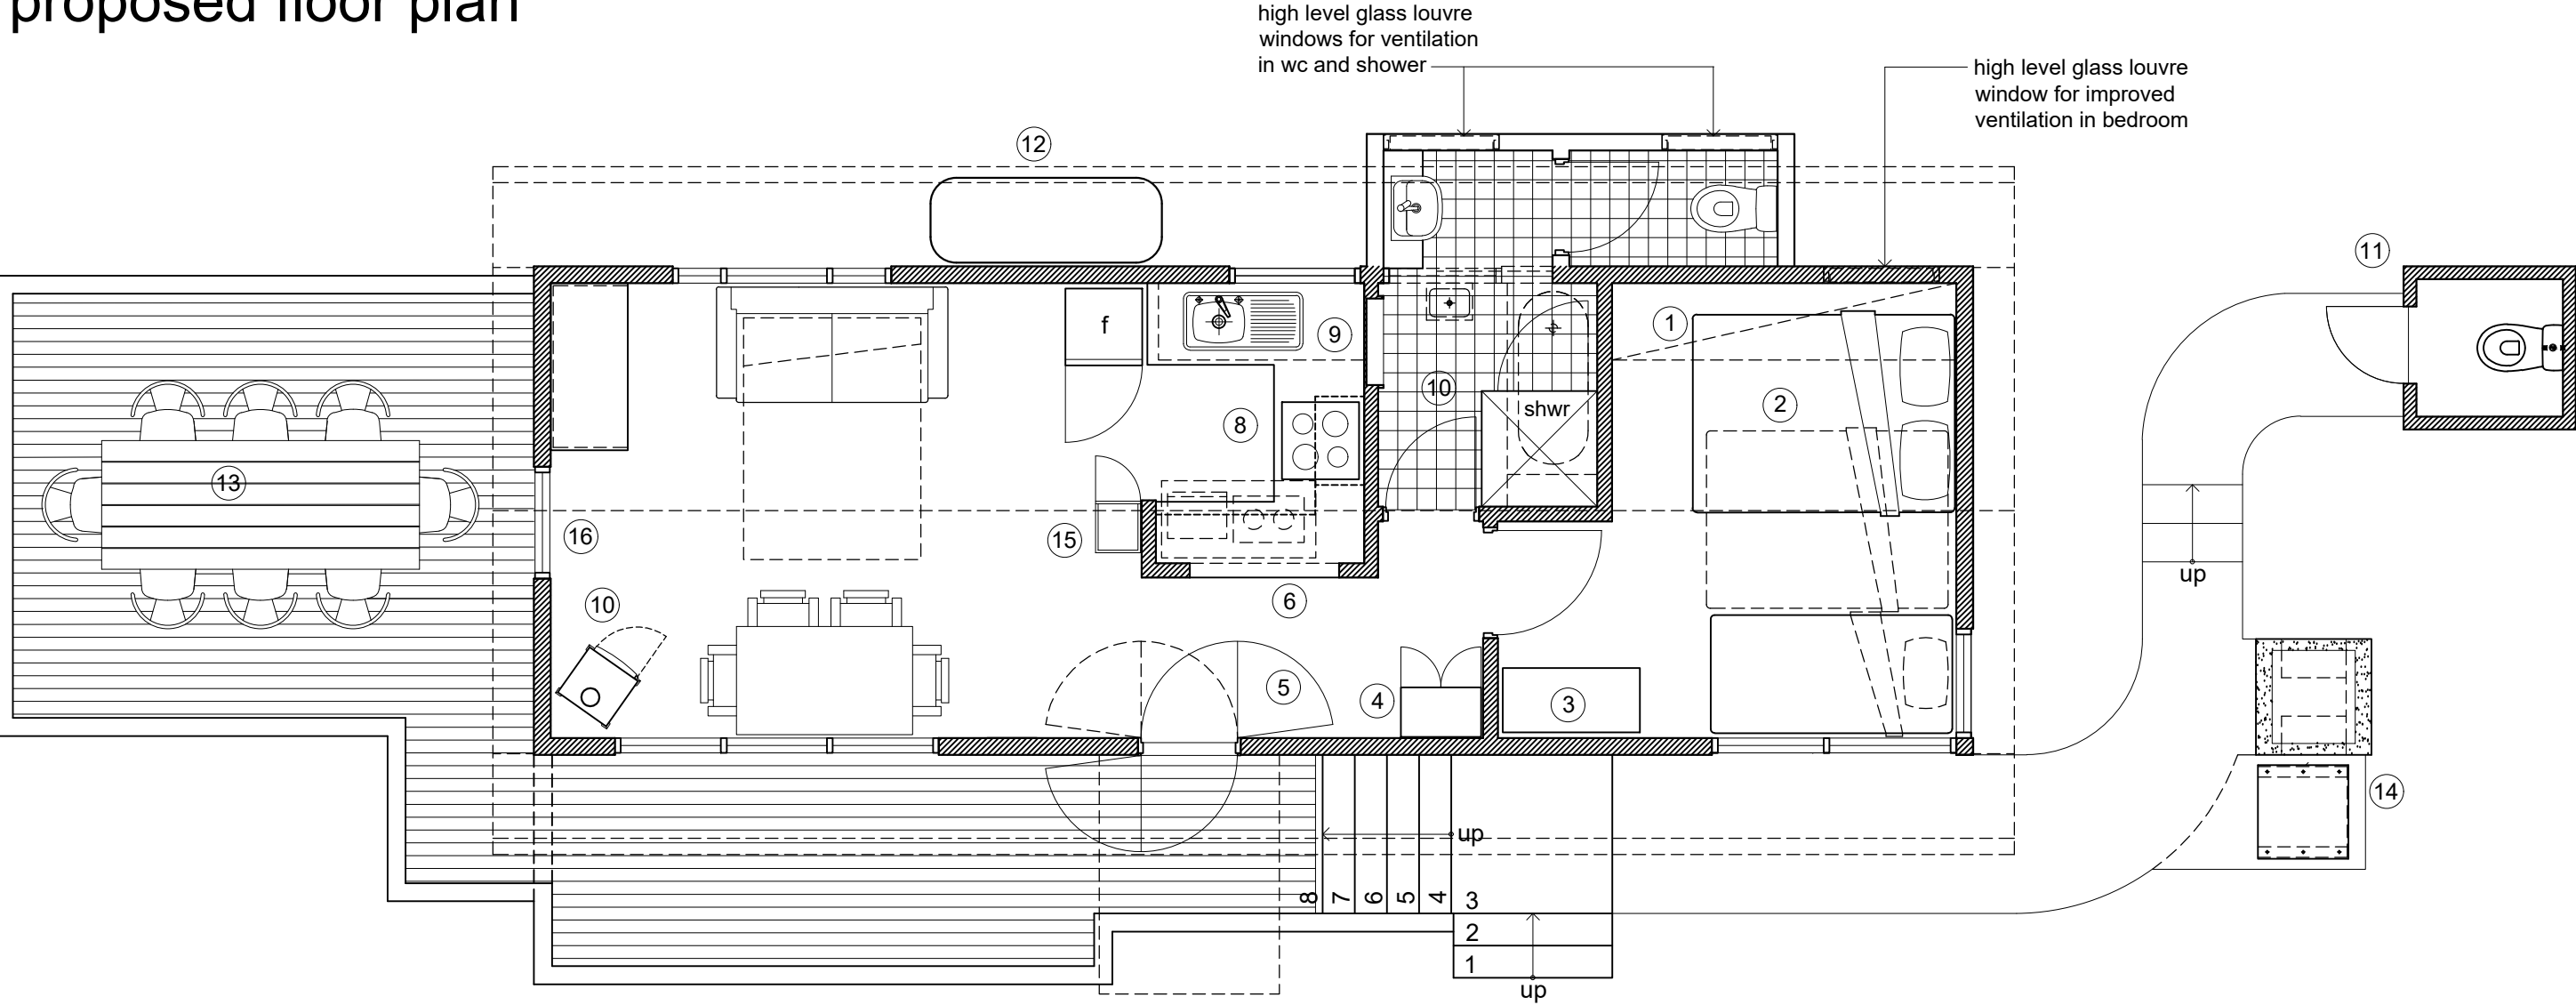 proposed floor plan
high level glass louvre
windows for ventilation
in wc and shower
high level glass louvre
window for improved
ventilation in bedroom
12
11
1
f
9
2
10
8
shwr
13
16
15
up
10
6
5
4
3
14
up
8
7
6
5
4
3
2
1
up